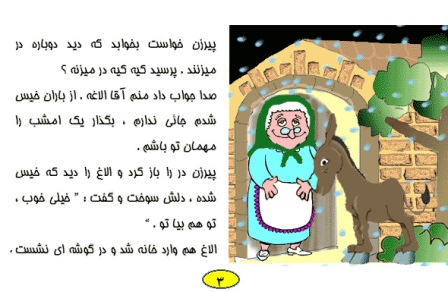 پیرزن خواست بخوابد که دید دوباره در
میزنند . پرسید کیه کیه در میزنه ؟
صدا جواب داد منم آقا الاغه . از باران خیس
شدم جائی ندارم ، بگذار یک امشب را
مهمان تو باشم .
پیرزن در را باز کرد و الاغ را دید که خیس
شده ، دلش سوخت و گفت : " خیلی خوب ،
تو هم بیا تو . "
الاغ هم وارد خانه شد و در گوشه ای نشست .
۳